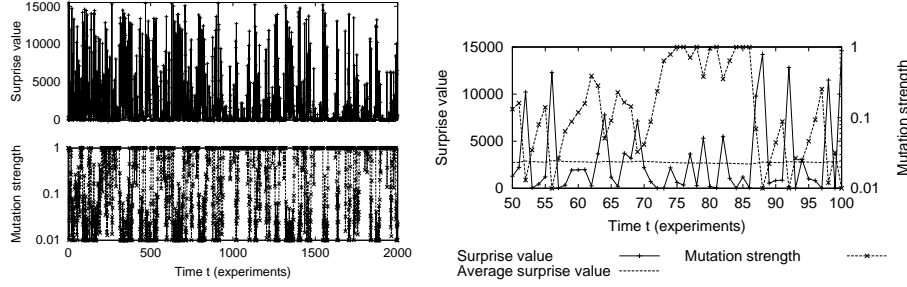 15000
10000
5000
0
Surprise value
1
0.1
0.01
Mutation strength
0 500 1000 1500 2000
Time t (experiments)
15000
10000
5000
0
Surprise value
1
0.1
0.01
Mutation strength
50 55 60 65 70 75 80 85 90 95 100
Time t (experiments)
Surprise value Mutation strength
Average surprise value